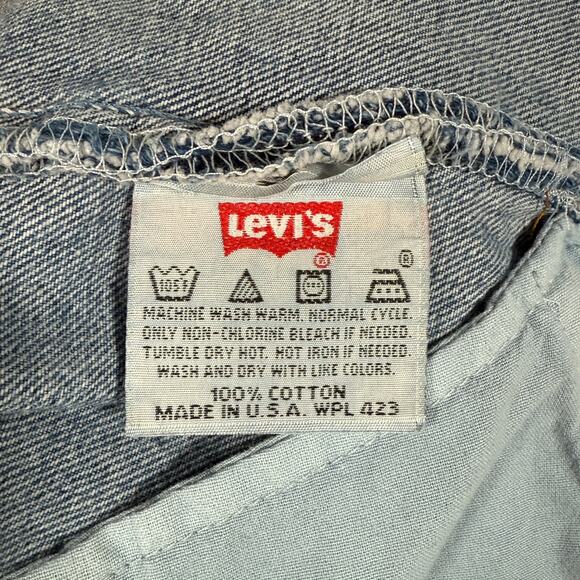 Levi's
®
105F
®
MACHINE WASH WARM. NORMAL CYCLE.
ONLY NON-CHLORINE BLEACH IF NEEDED.
TUMBLE DRY HOT. HOT IRON IF NEEDED.
WASH AND DRY WITH LIKE COLORS.
100% COTTON
MADE IN U.S.A. WPL 423